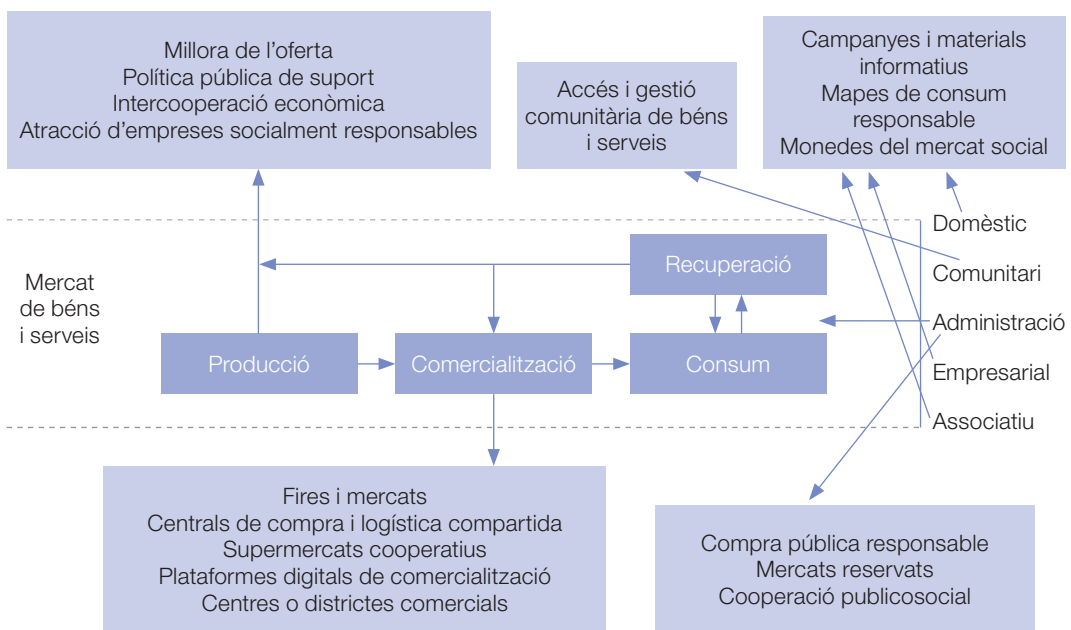 Millora de l’oferta
Política pública de suport
Intercooperació econòmica
Atracció d’empreses socialment responsables
Accés i gestió
comunitària de béns
i serveis
Campanyes i materials
informatius
Mapes de consum
responsable
Monedes del mercat social
Domèstic
Comunitari
Administració
Empresarial
Associatiu
Mercat
de béns
i serveis
Recuperació
Producció
Comercialització
Consum
Fires i mercats
Centrals de compra i logística compartida
Supermercats cooperatius
Plataformes digitals de comercialització
Centres o districtes comercials
Compra pública responsable
Mercats reservats
Cooperació publicosocial